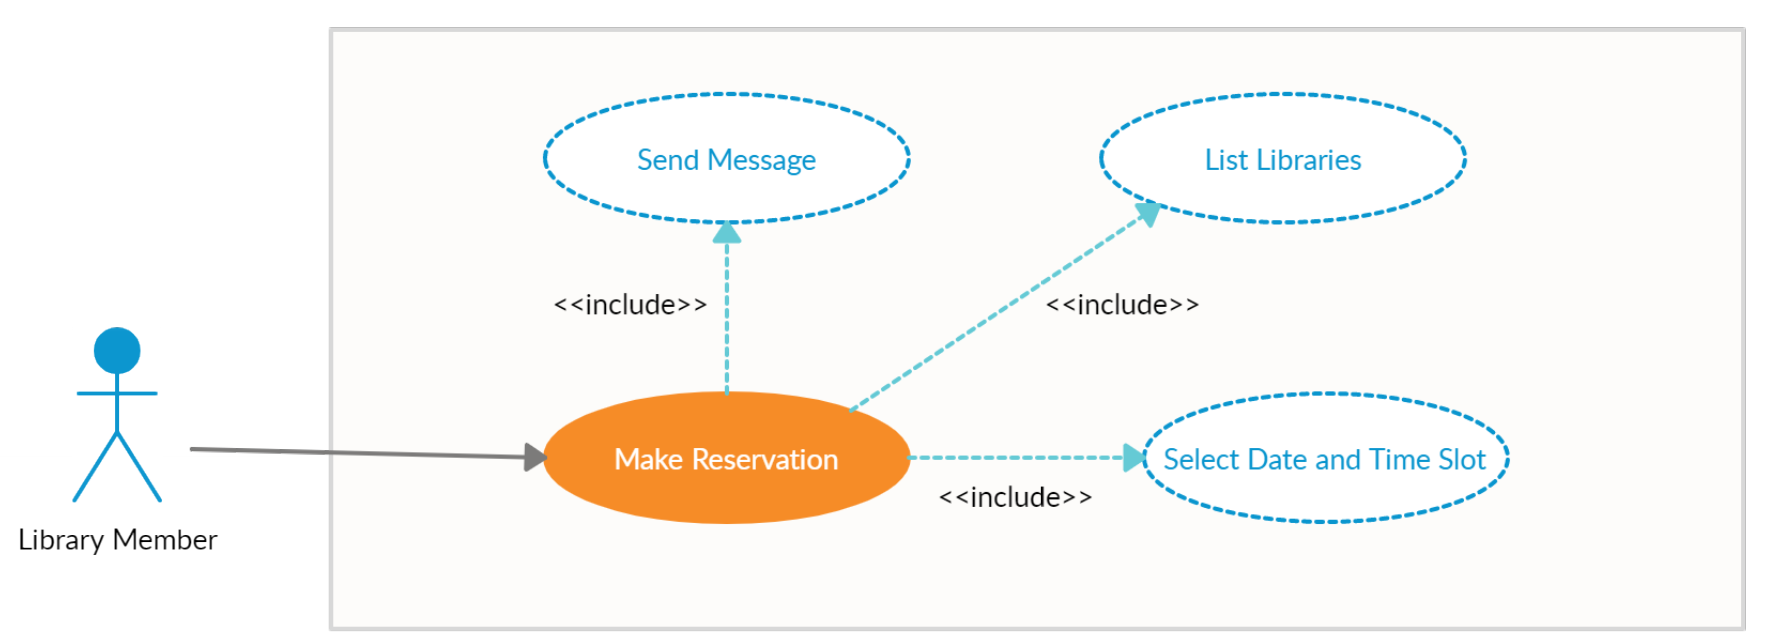 Send Message
List Libraries
<<include>>
<<include>>
Make Reservation
Select Date and Time Slot
<<include>>
Library Member